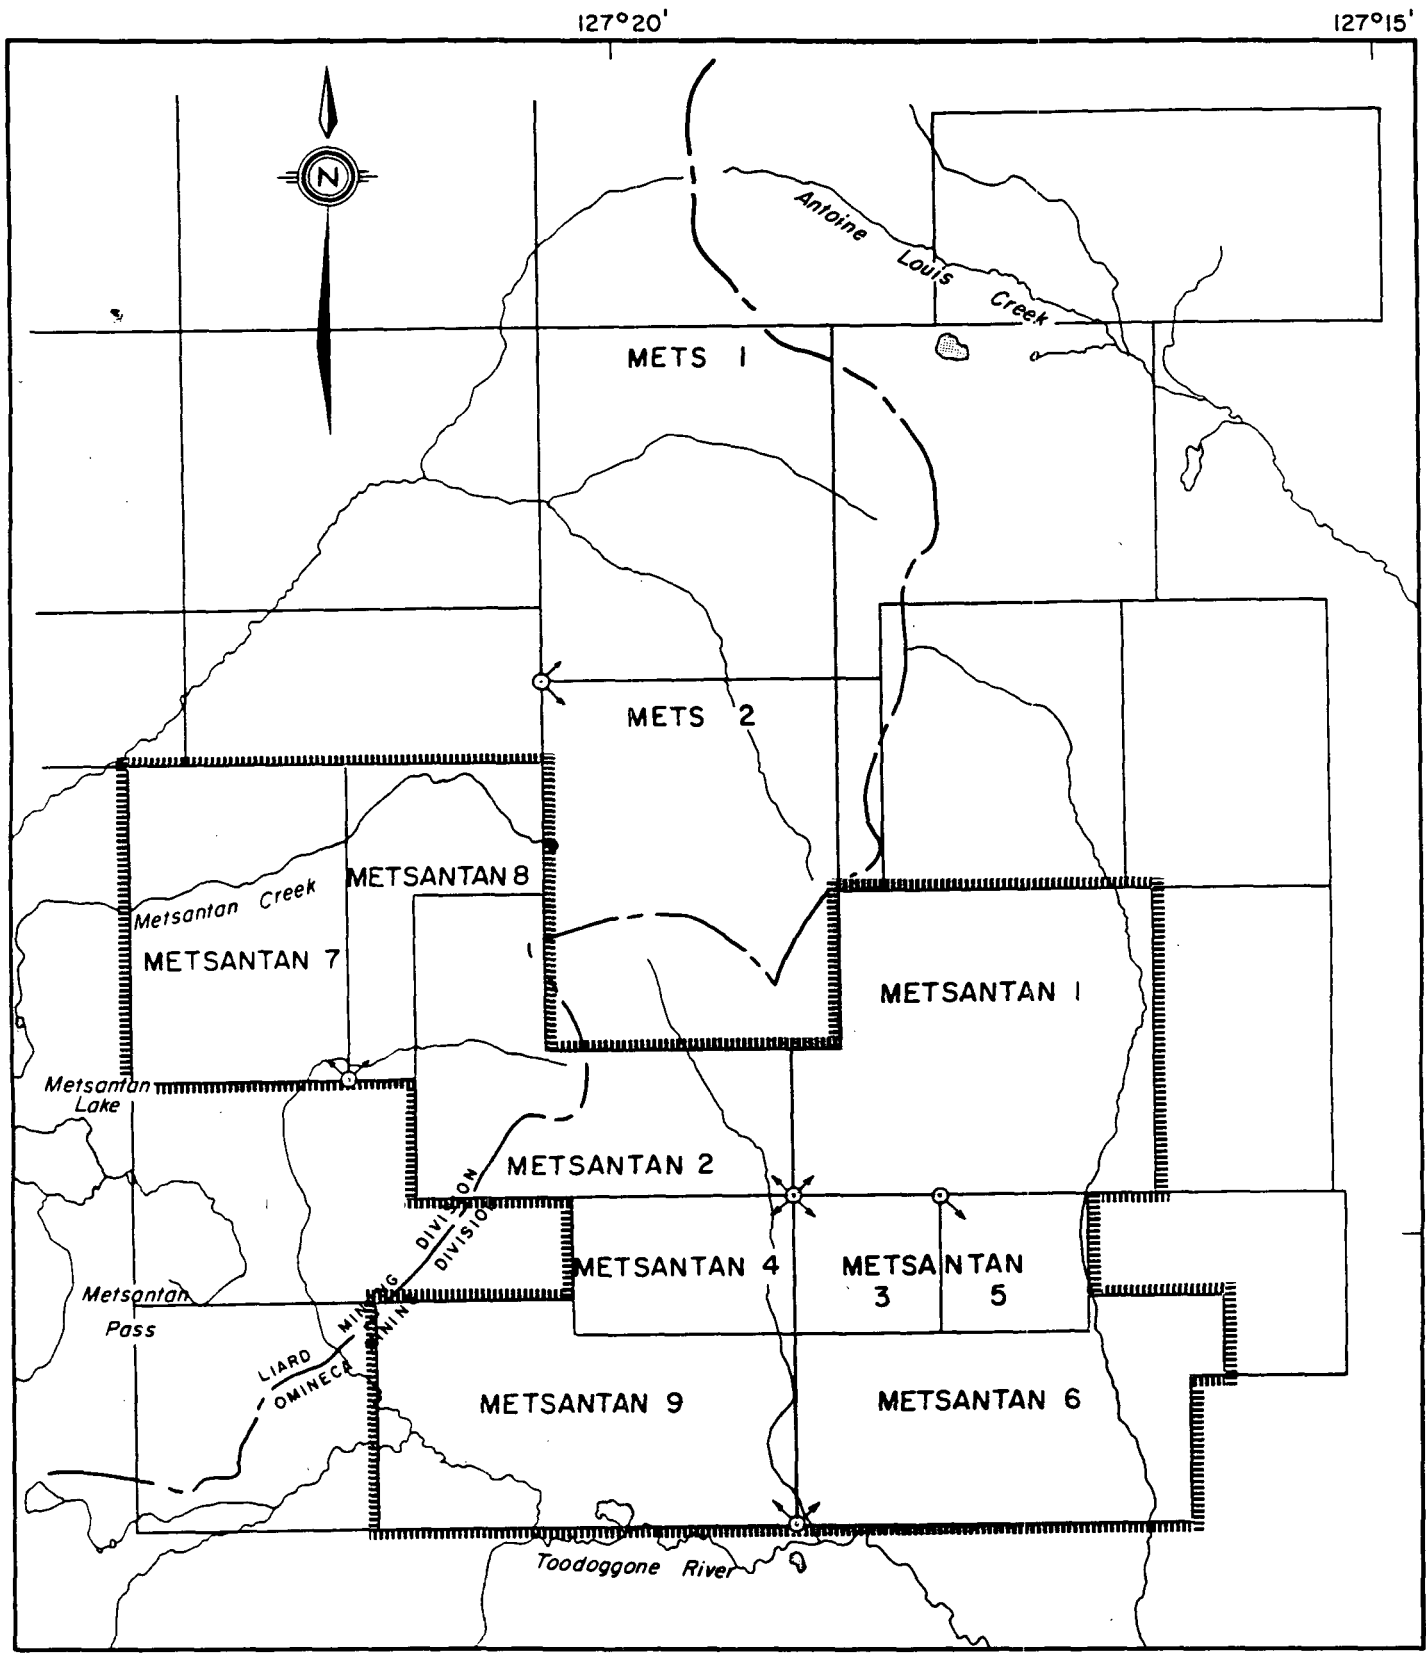 127°20'
127°15'
N
Antoine Louis Creek
METS 1
METS 2
METSANTAN 8
Metsantan Creek
METSANTAN 7
METSANTAN 1
Metsantan
Lake
METSANTAN 2
METSANTAN 4
METSANTAN
3 5
Metsantan
Pass
LIARD MINING DIVISION
OMINECA MINING DIVISION
METSANTAN 9
METSANTAN 6
Toodoggone River